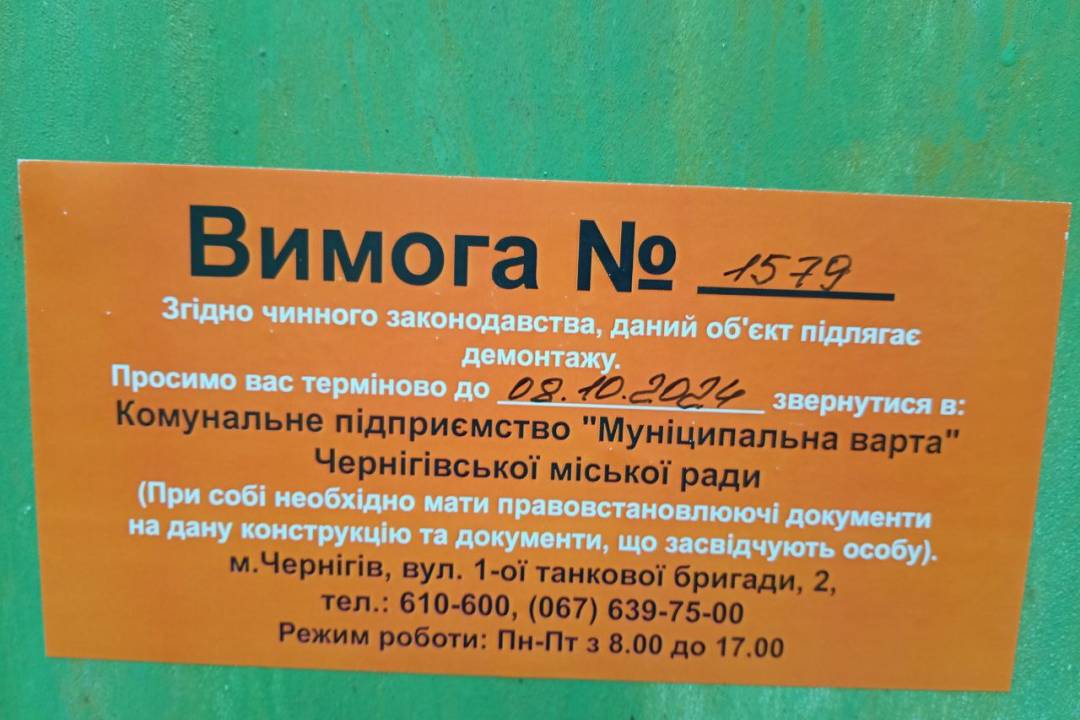 Вимога № 1579
Згідно чинного законодавства, даний об'єкт підлягає
демонтажу.
Просимо вас терміново до 08.10.2024 звернутися в:
Комунальне підприємство "Муніципальна варта"
Чернігівської міської ради
(При собі необхідно мати правовстановлюючі документи
на дану конструкцію та документи, що засвідчують особу).
м.Чернігів, вул. 1-ої танкової бригади, 2,
тел.: 610-600, (067) 639-75-00
Режим роботи: Пн-Пт з 8.00 до 17.00